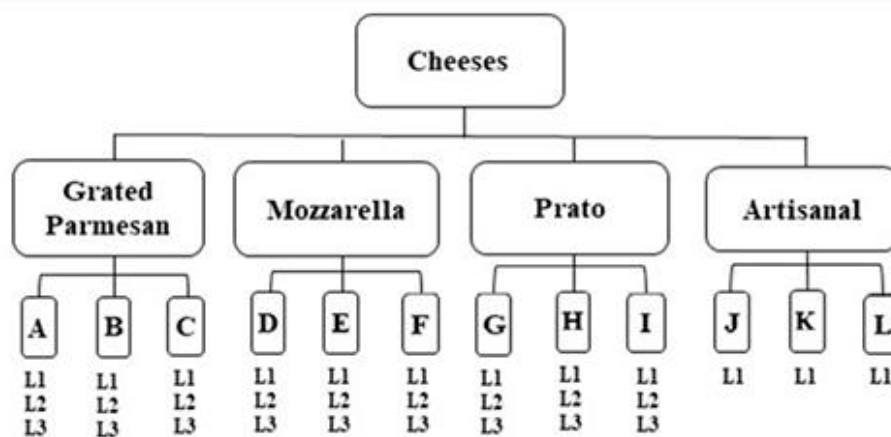 Cheeses
Grated
Parmesan
Mozzarella
Prato
Artisanal
A B C D E F G H I J K L
L1 L1 L1 L1 L1 L1 L1 L1 L1 L1 L1 L1
L2 L2 L2 L2 L2 L2 L2 L2 L2
L3 L3 L3 L3 L3 L3 L3 L3 L3